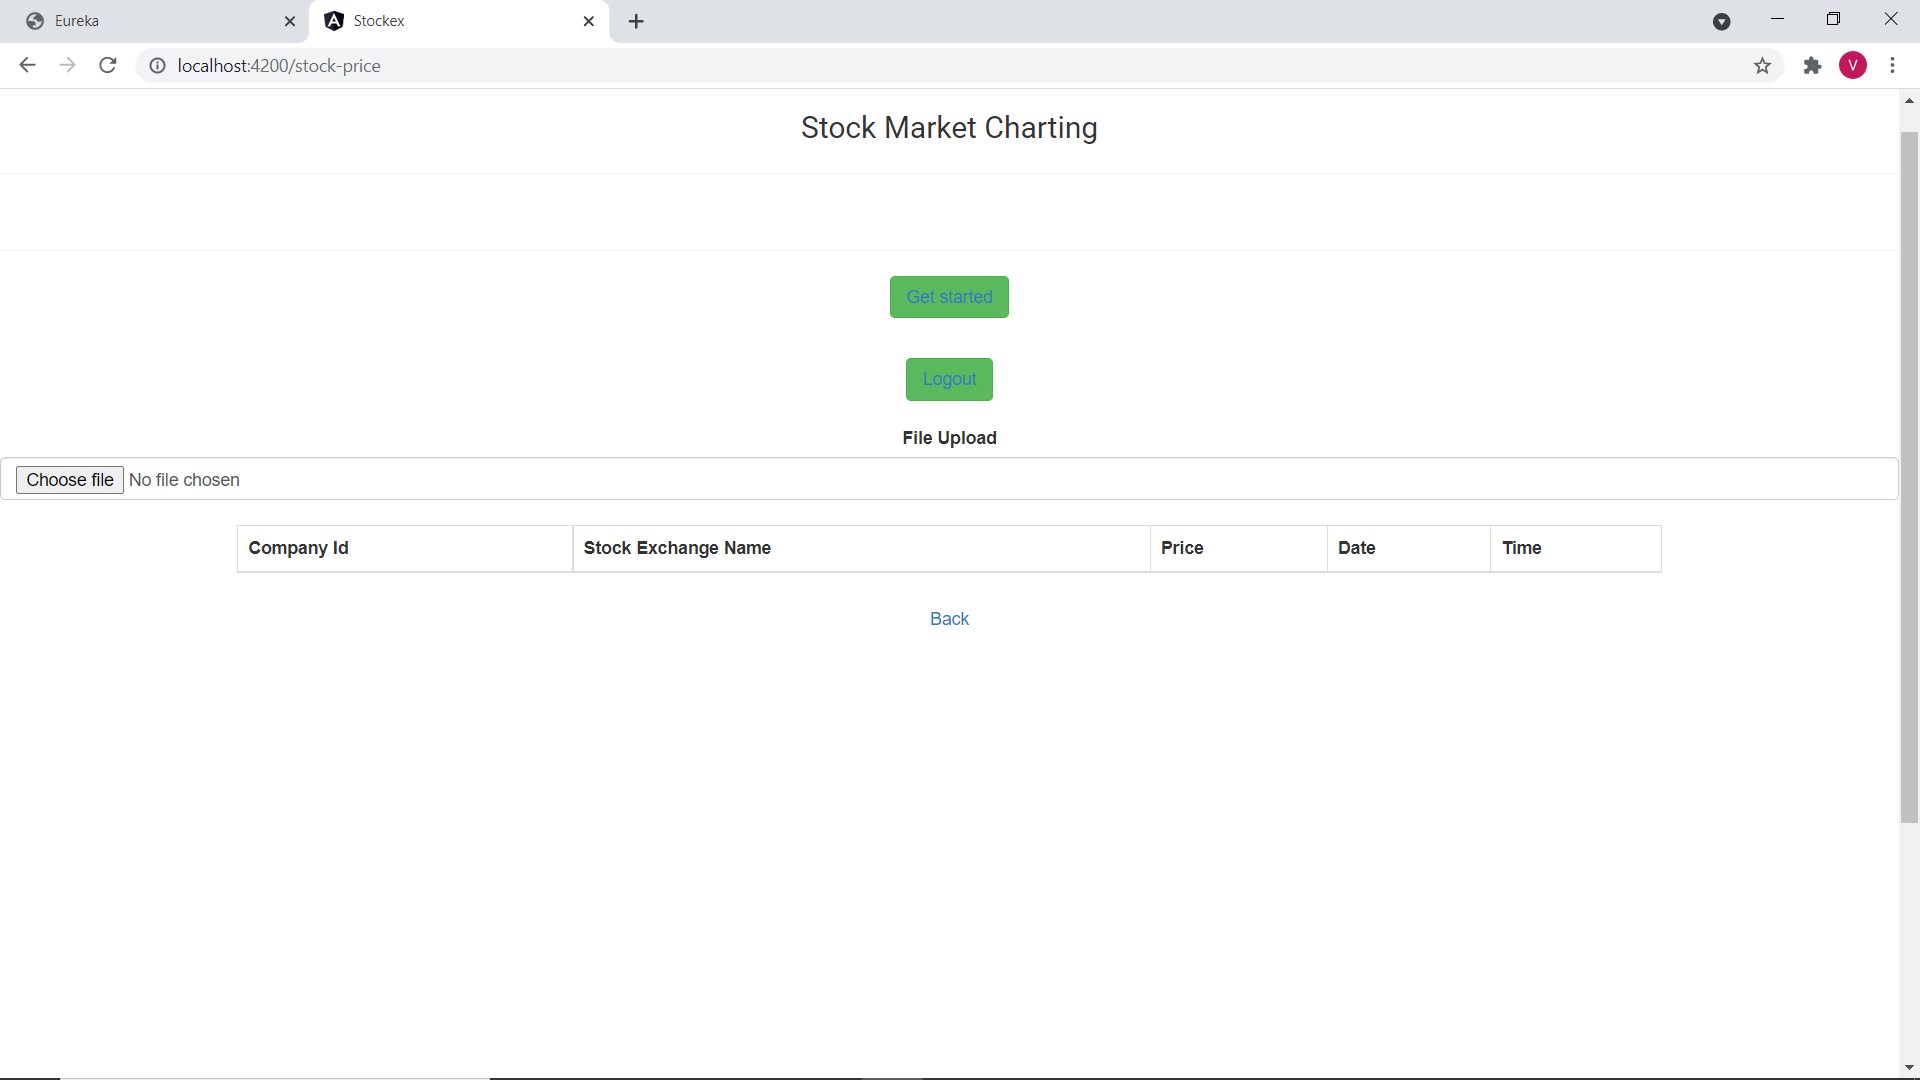 Eureka
Stockex
localhost:4200/stock-price
V
Stock Market Charting
Get started
Logout
File Upload
Choose file No file chosen
Company Id Stock Exchange Name Price Date Time
Back